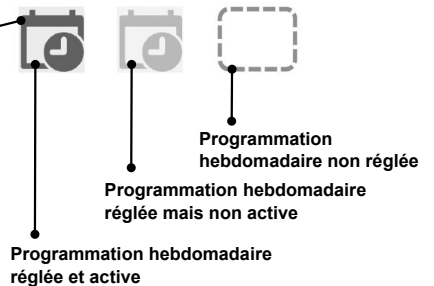 Programmation
hebdomadaire non réglée
Programmation hebdomadaire
réglée mais non active
Programmation hebdomadaire
réglée et active